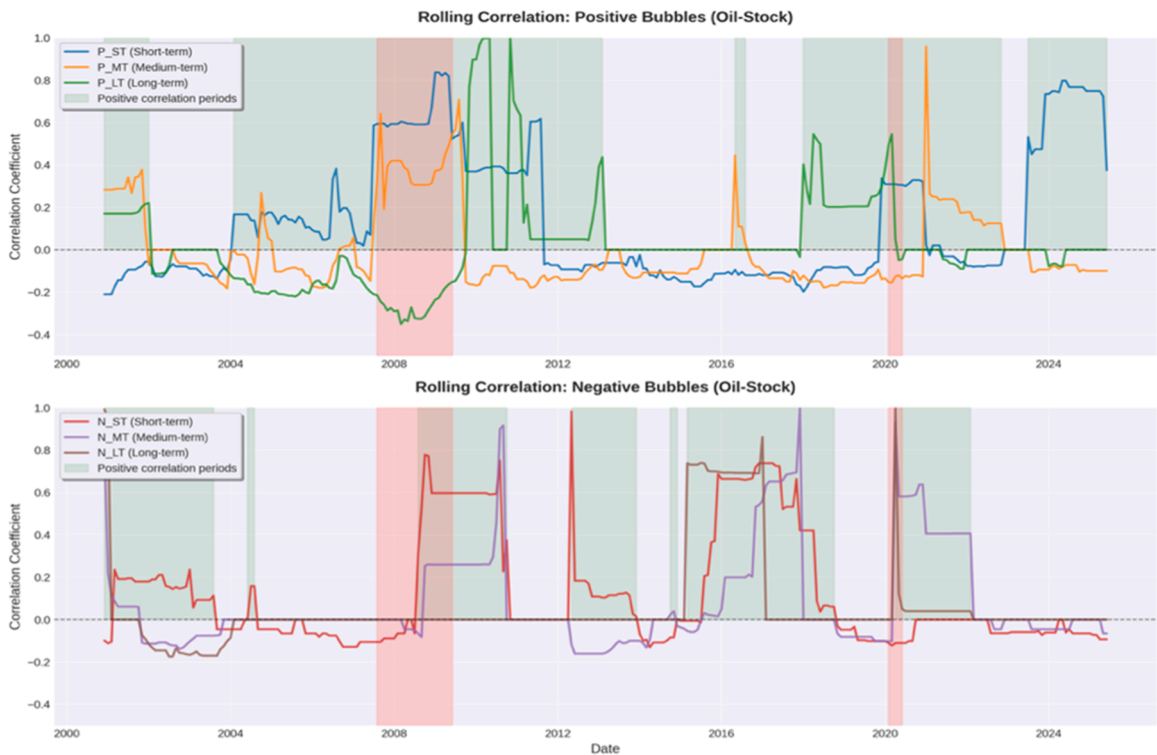 Rolling Correlation: Positive Bubbles (Oil-Stock)
1.0
0.8
0.6
0.4
0.2
0.0
−0.2
−0.4
Correlation Coefficient
P_ST (Short-term)
P_MT (Medium-term)
P_LT (Long-term)
Positive correlation periods
2000 2004 2008 2012 2016 2020 2024
Rolling Correlation: Negative Bubbles (Oil-Stock)
1.0
0.8
0.6
0.4
0.2
0.0
−0.2
−0.4
Correlation Coefficient
N_ST (Short-term)
N_MT (Medium-term)
N_LT (Long-term)
Positive correlation periods
2000 2004 2008 2012 2016 2020 2024
Date